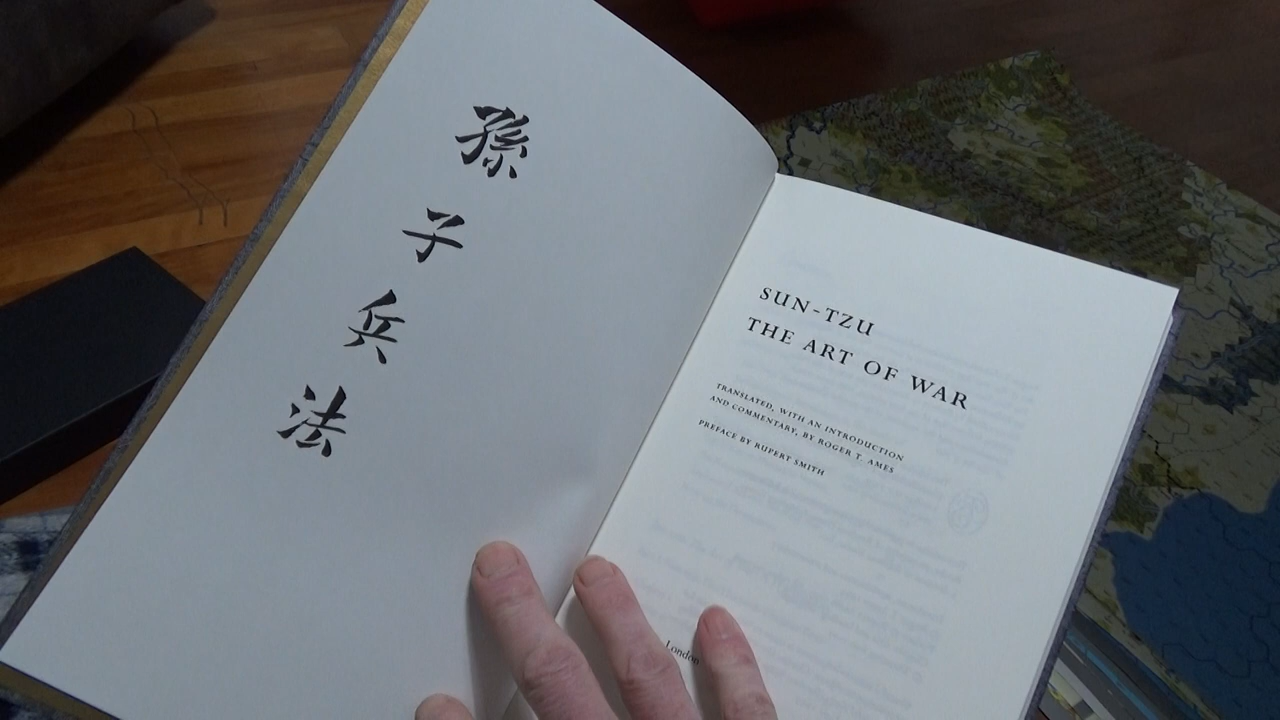 孫子兵法
SUN-TZU
THE ART OF WAR
TRANSLATED, WITH AN INTRODUCTION
AND COMMENTARY, BY ROGER T. AMES
PREFACE BY RUPERT SMITH
London